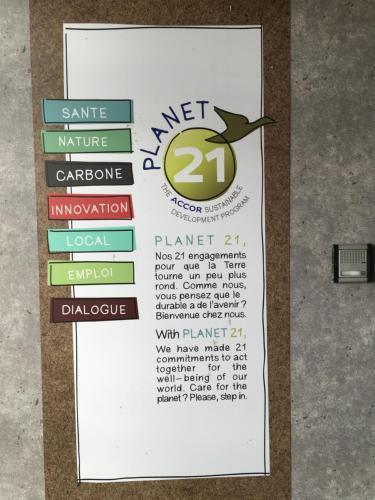 SANTE
NATURE
CARBONE
INNOVATION
LOCAL
EMPLOI
DIALOGUE
PLANET
21
THE ACCOR SUSTAINABLE
DEVELOPMENT PROGRAM
PLANET 21,
Nos 21 engagements
pour que la Terre
tourne un peu plus
rond. Comme nous,
vous pensez que le
durable a de l'avenir ?
Bienvenue chez nous.
With PLANET 21,
We have made 21
commitments to act
together for the
well-being of our
world. Care for the
planet ? Please, step in.